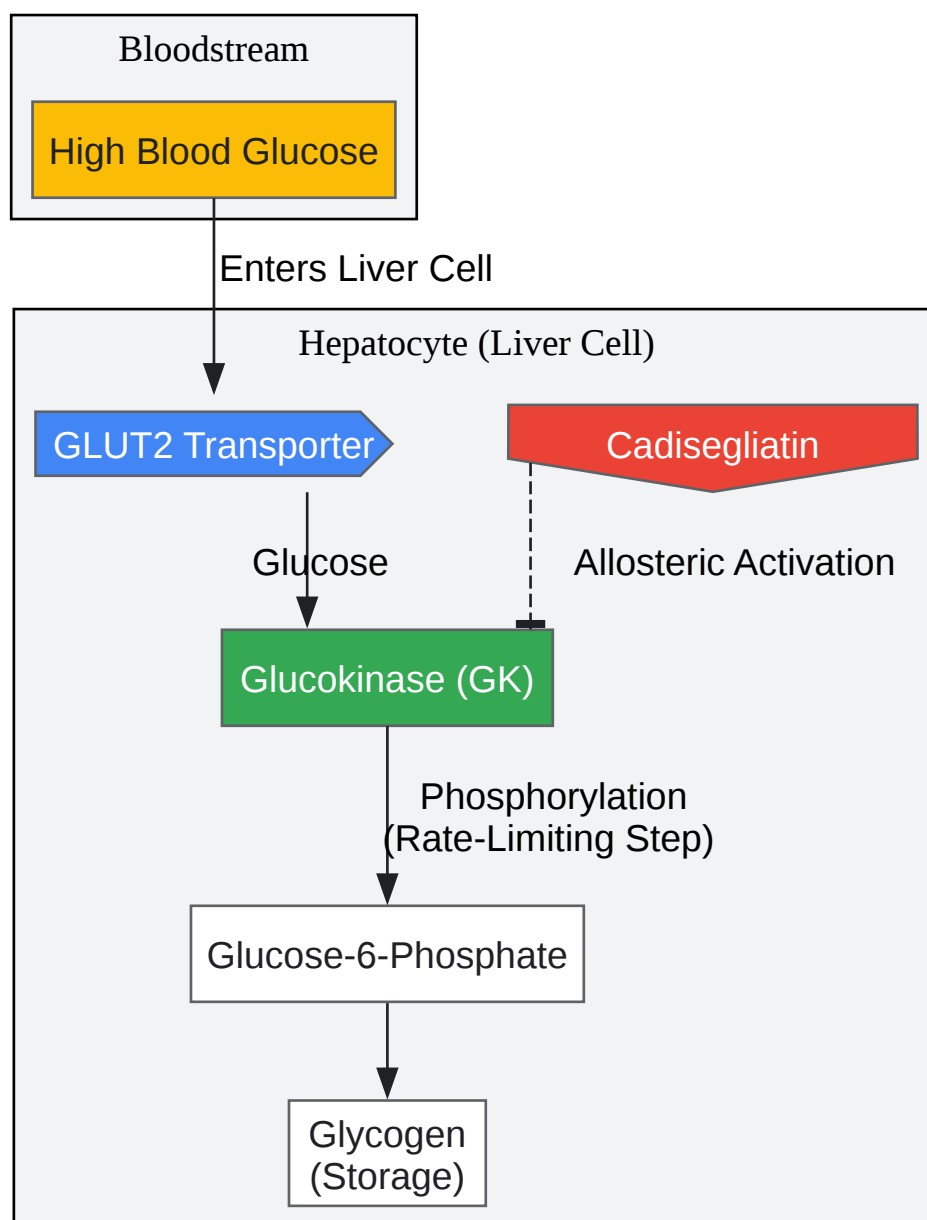 Bloodstream
High Blood Glucose
Enters Liver Cell
Hepatocyte (Liver Cell)
GLUT2 Transporter
Cadisegliatin
Glucose
Allosteric Activation
Glucokinase (GK)
Phosphorylation
(Rate-Limiting Step)
Glucose-6-Phosphate
Glycogen
(Storage)